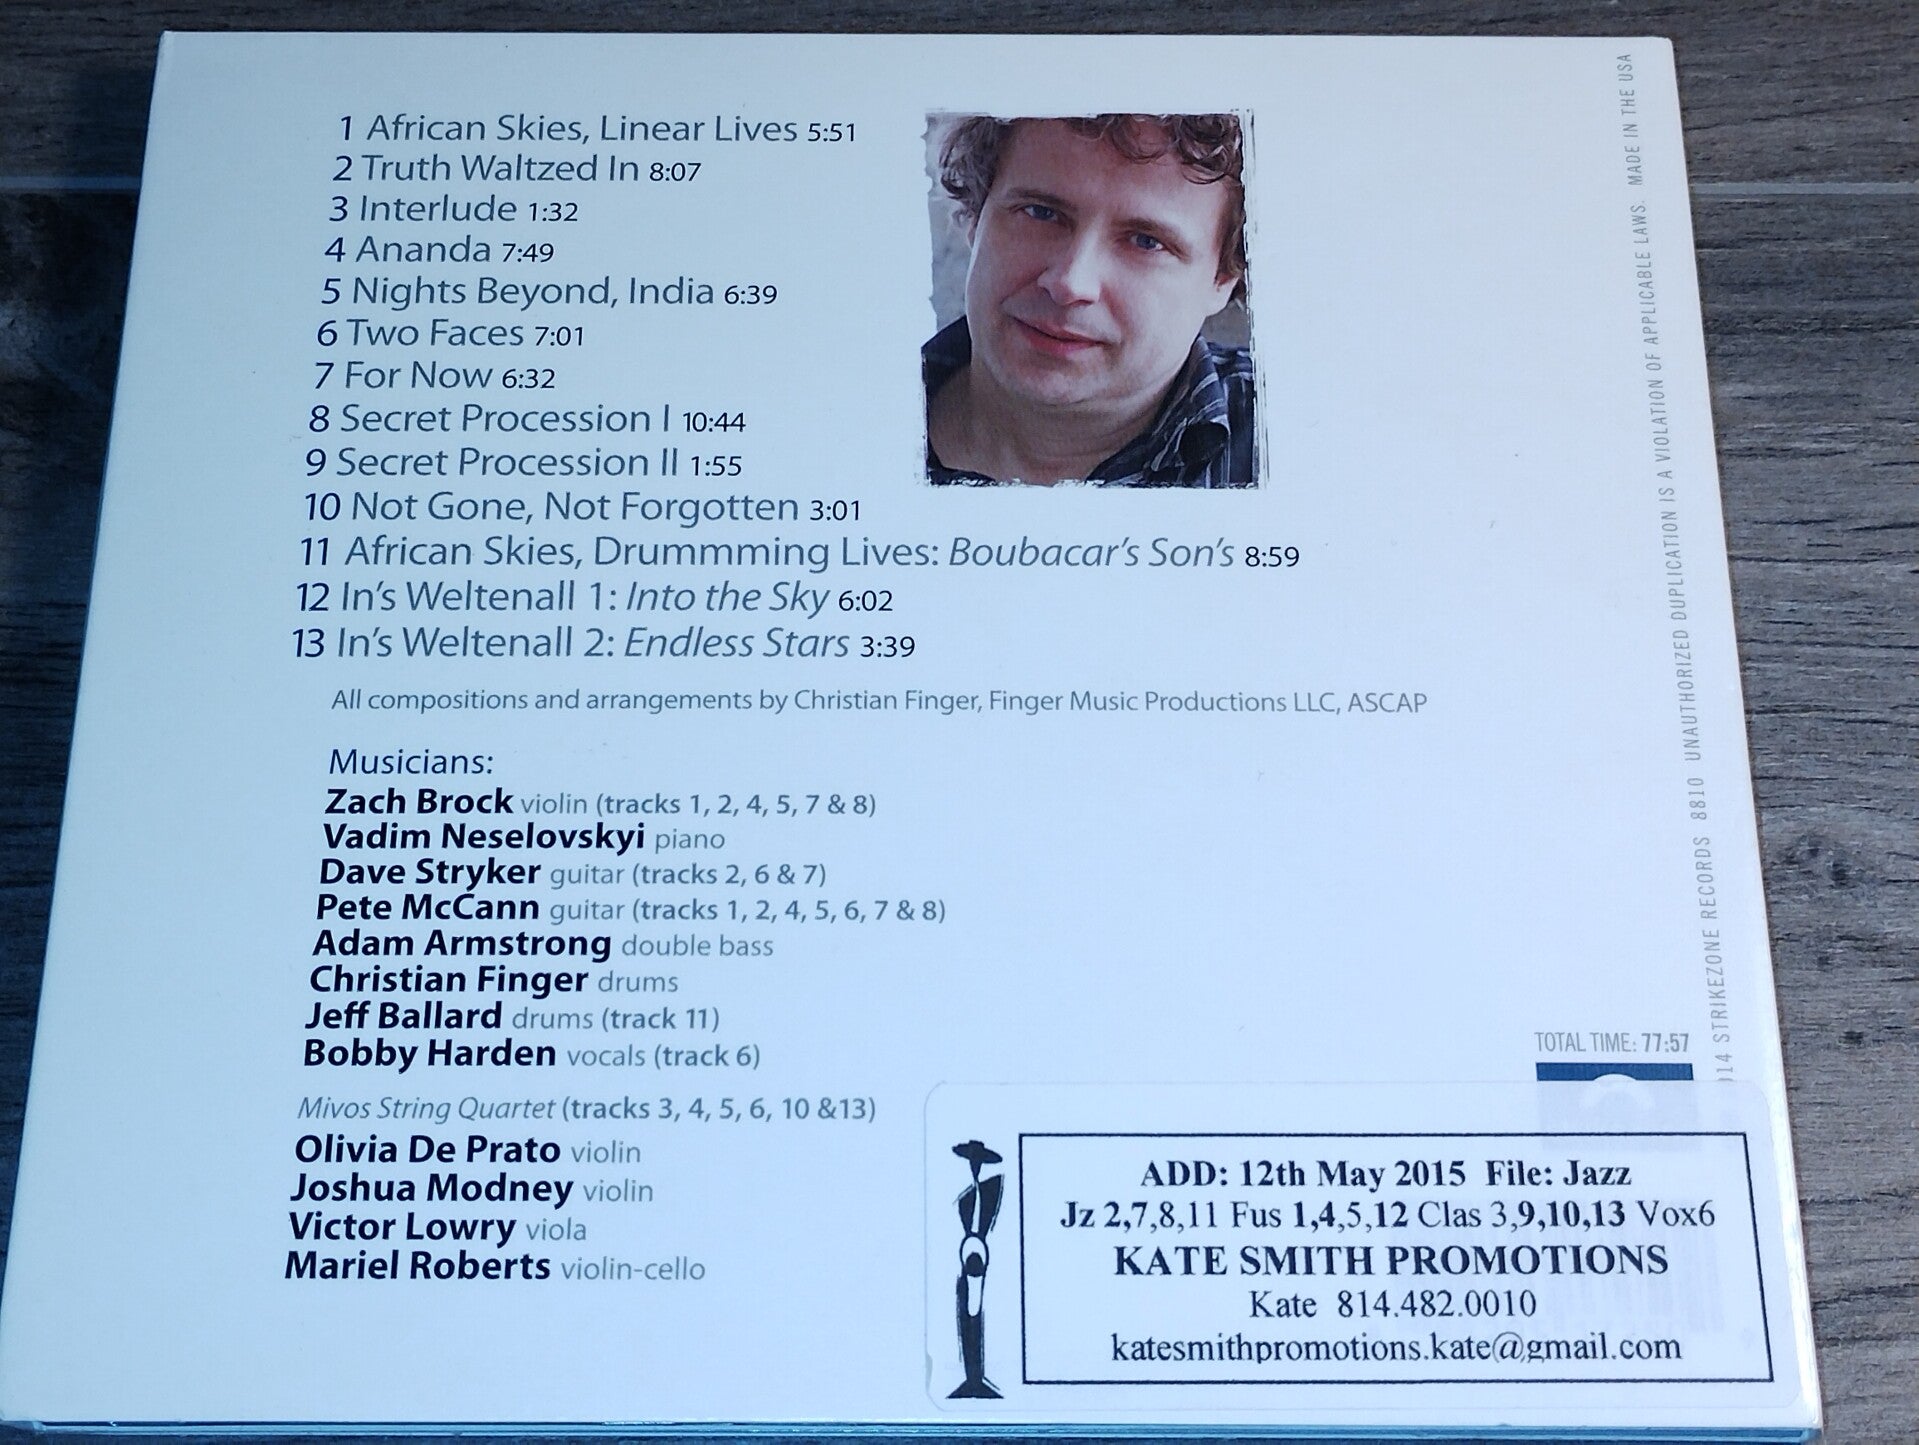 1 African Skies, Linear Lives 5:51
2 Truth Waltzed In 8:07
3 Interlude 1:32
4 Ananda 7:49
5 Nights Beyond, India 6:39
6 Two Faces 7:01
7 For Now 6:32
8 Secret Procession I 10:44
9 Secret Procession II 1:55
10 Not Gone, Not Forgotten 3:01
11 African Skies, Drummming Lives: Boubacar's Son's 8:59
12 In's Weltenall 1: Into the Sky 6:02
13 In's Weltenall 2: Endless Stars 3:39
All compositions and arrangements by Christian Finger, Finger Music Productions LLC, ASCAP
Musicians:
Zach Brock violin (tracks 1, 2, 4, 5, 7 & 8)
Vadim Neselovskyi piano
Dave Stryker guitar (tracks 2, 6 & 7)
Pete McCann guitar (tracks 1, 2, 4, 5, 6, 7 & 8)
Adam Armstrong double bass
Christian Finger drums
Jeff Ballard drums (track 11)
Bobby Harden vocals (track 6)
Mivos String Quartet (tracks 3, 4, 5, 6, 10 &13)
Olivia De Prato violin
Joshua Modney violin
Victor Lowry viola
Mariel Roberts violin-cello
TOTAL TIME: 77:57
14 STRIKEZONE RECORDS 8810 UNAUTHORIZED DUPLICATION IS A VIOLATION OF APPLICABLE LAWS. MADE IN THE USA
ADD: 12th May 2015 File: Jazz
Jz 2,7,8,11 Fus 1,4,5,12 Clas 3,9,10,13 Vox6
KATE SMITH PROMOTIONS
Kate 814.482.0010
katesmithpromotions.kate@gmail.com